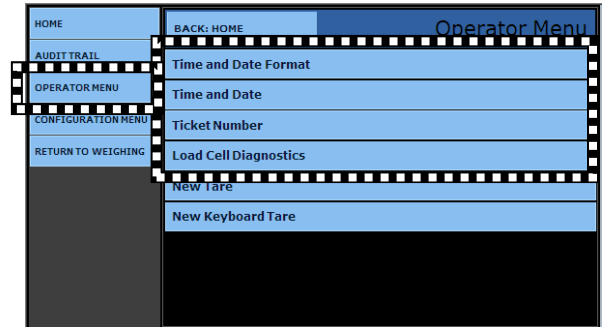 HOME
AUDIT TRAIL
OPERATOR MENU
CONFIGURATION MENU
RETURN TO WEIGHING
BACK: HOME
Operator Menu
Time and Date Format
Time and Date
Ticket Number
Load Cell Diagnostics
New Tare
New Keyboard Tare